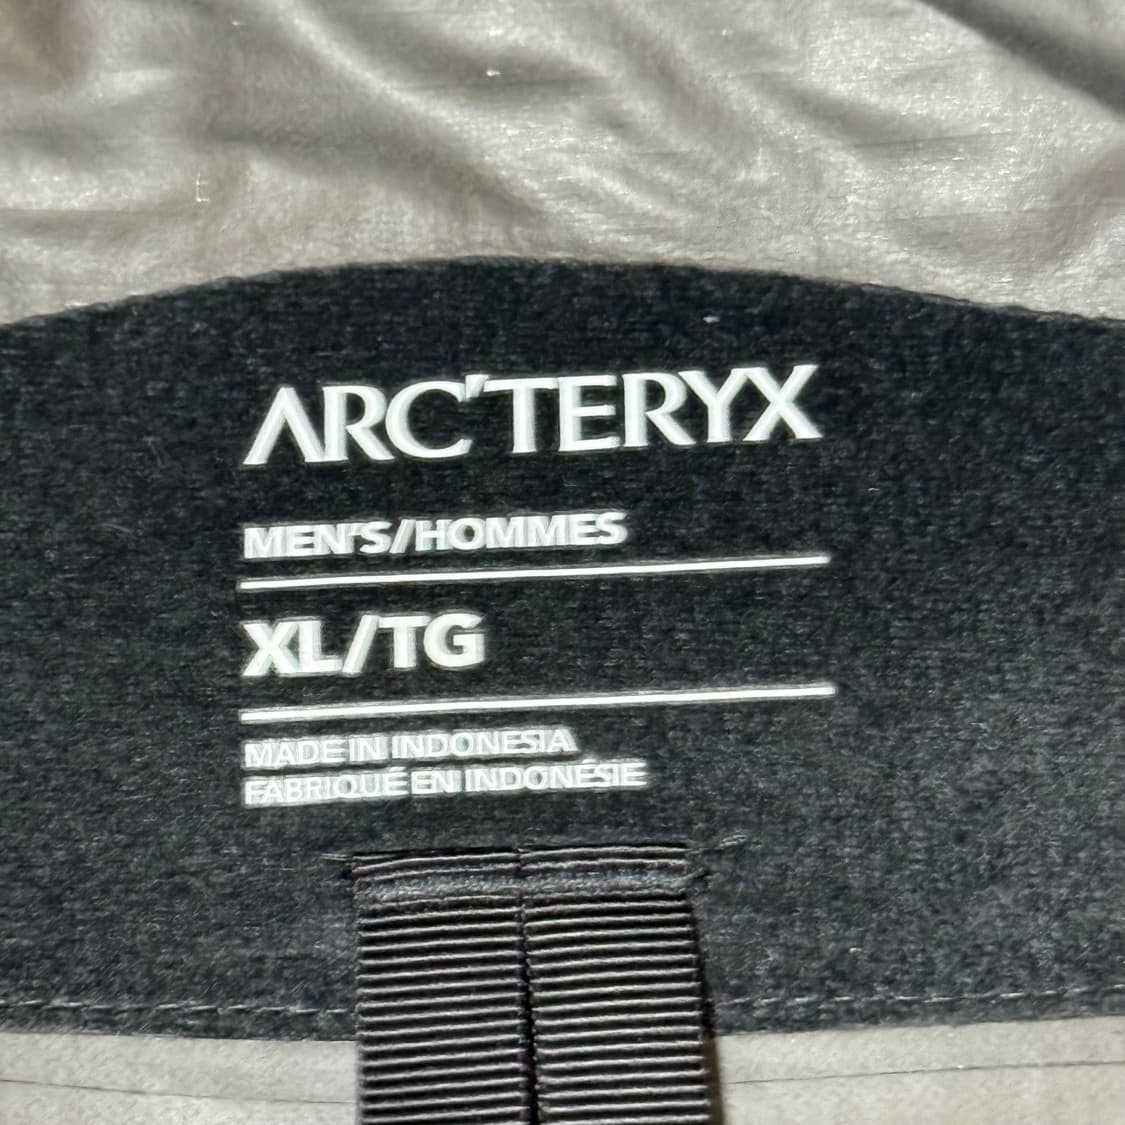 ARC'TERYX
MEN'S/HOMMES
XL/TG
MADE IN INDONESIA
FABRIQUÉ EN INDONÉSIE